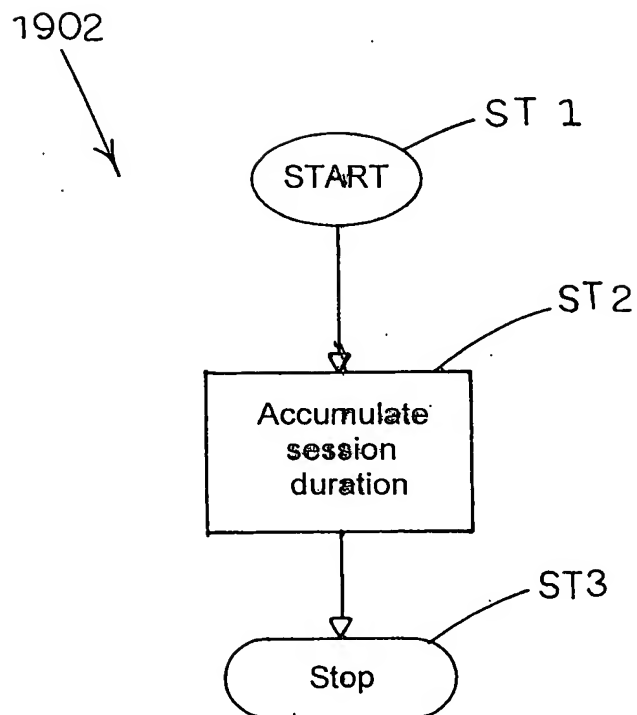 1902
ST 1
START
ST2
Accumulate
session
duration
ST3
Stop